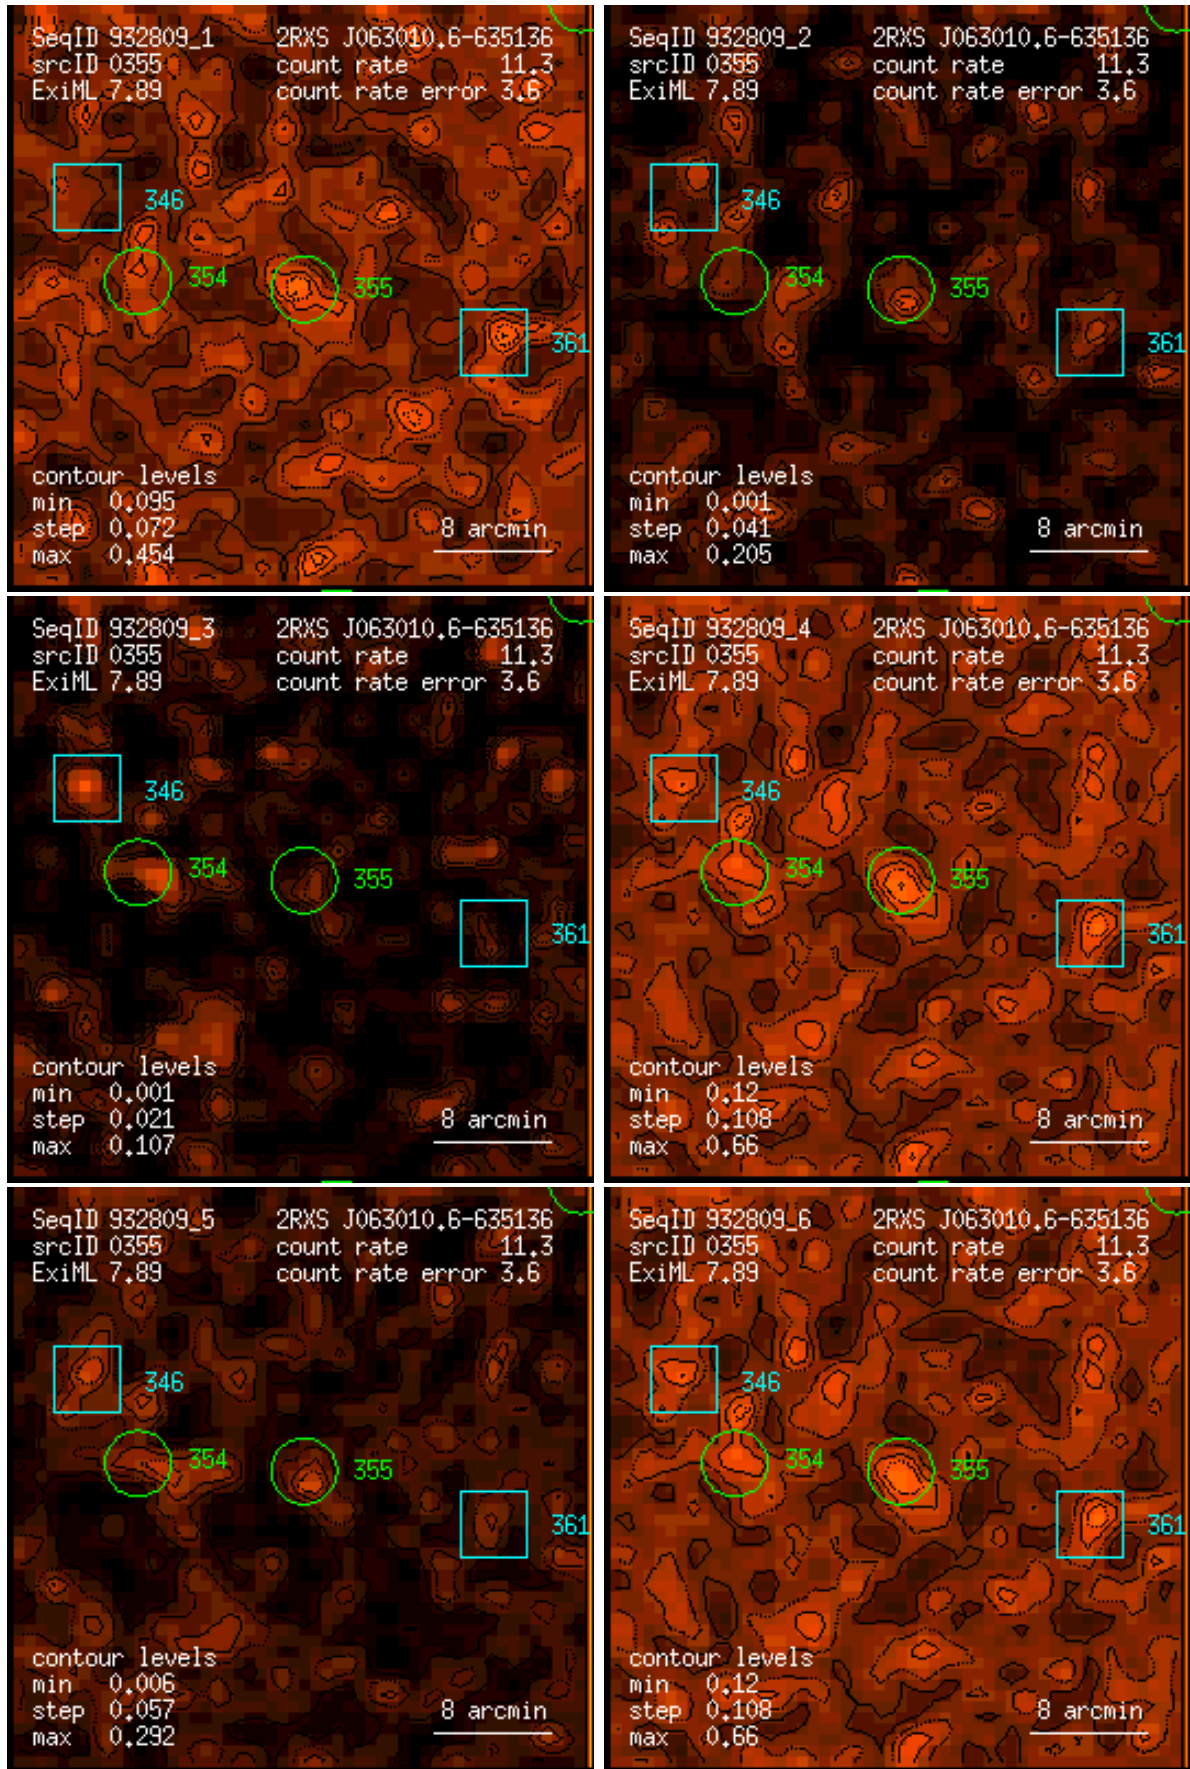 SeqID 932809_1 2RXS J063010.6-635136
srcID 0355 count rate 11.3
ExiML 7.89 count rate error 3.6
346
354
355
361
contour levels
min 0.095
step 0.072
max 0.454
8 arcmin
SeqID 932809_2 2RXS J063010.6-635136
srcID 0355 count rate 11.3
ExiML 7.89 count rate error 3.6
346
354
355
361
contour levels
min 0.001
step 0.041
max 0.205
8 arcmin
SeqID 932809_3 2RXS J063010.6-635136
srcID 0355 count rate 11.3
ExiML 7.89 count rate error 3.6
346
354
355
361
contour levels
min 0.001
step 0.021
max 0.107
8 arcmin
SeqID 932809_4 2RXS J063010.6-635136
srcID 0355 count rate 11.3
ExiML 7.89 count rate error 3.6
346
354
355
361
contour levels
min 0.12
step 0.108
max 0.66
8 arcmin
SeqID 932809_5 2RXS J063010.6-635136
srcID 0355 count rate 11.3
ExiML 7.89 count rate error 3.6
346
354
355
361
contour levels
min 0.006
step 0.057
max 0.292
8 arcmin
SeqID 932809_6 2RXS J063010.6-635136
srcID 0355 count rate 11.3
ExiML 7.89 count rate error 3.6
346
354
355
361
contour levels
min 0.12
step 0.108
max 0.66
8 arcmin